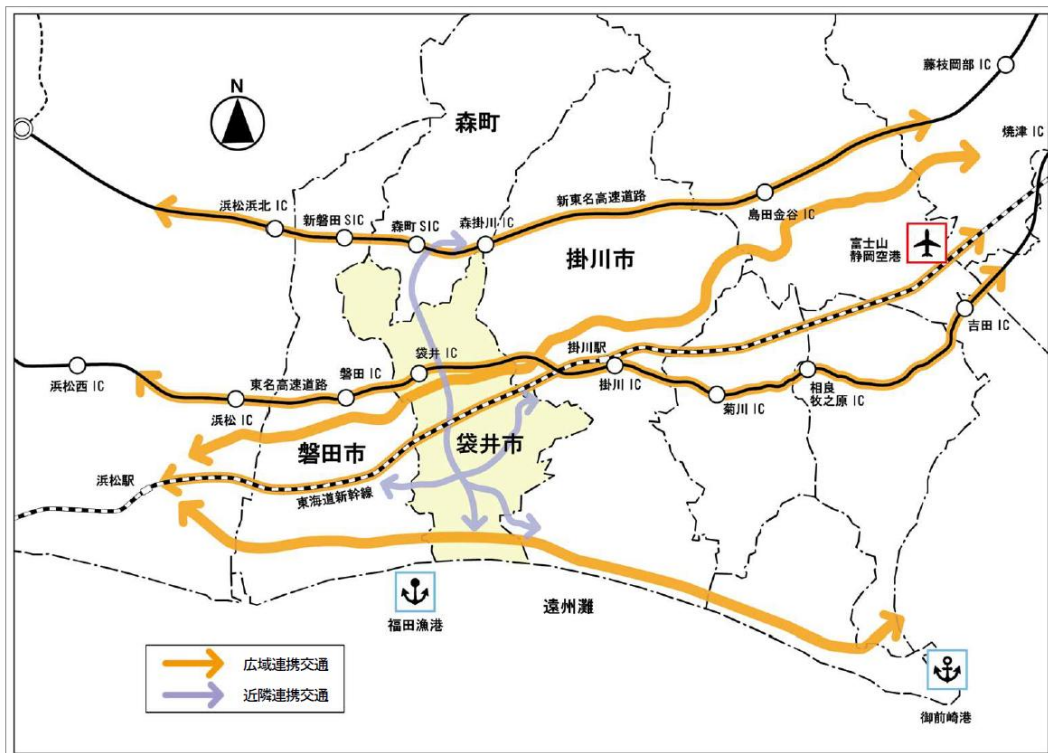 藤枝岡部 IC
N
森町
焼津 IC
浜松浜北 IC
新磐田 SIC
森町 SIC
森掛川 IC
新東名高速道路
島田金谷 IC
掛川市
富士山
静岡空港
吉田 IC
掛川駅
袋井 IC
浜松西 IC
東名高速道路
磐田 IC
掛川 IC
相良
牧之原 IC
菊川 IC
浜松 IC
磐田市
袋井市
浜松駅
東海道新幹線
遠州灘
福田漁港
広域連携交通
近隣連携交通
御前崎港